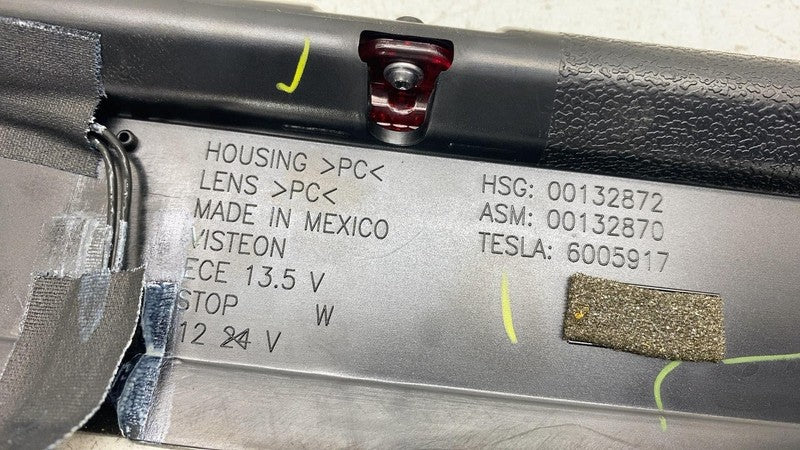 HOUSING >PC<
LENS >PC<
MADE IN MEXICO
VISTEON
ECE 13.5 V
STOP W
12 24 V
HSG: 00132872
ASM: 00132870
TESLA: 6005917